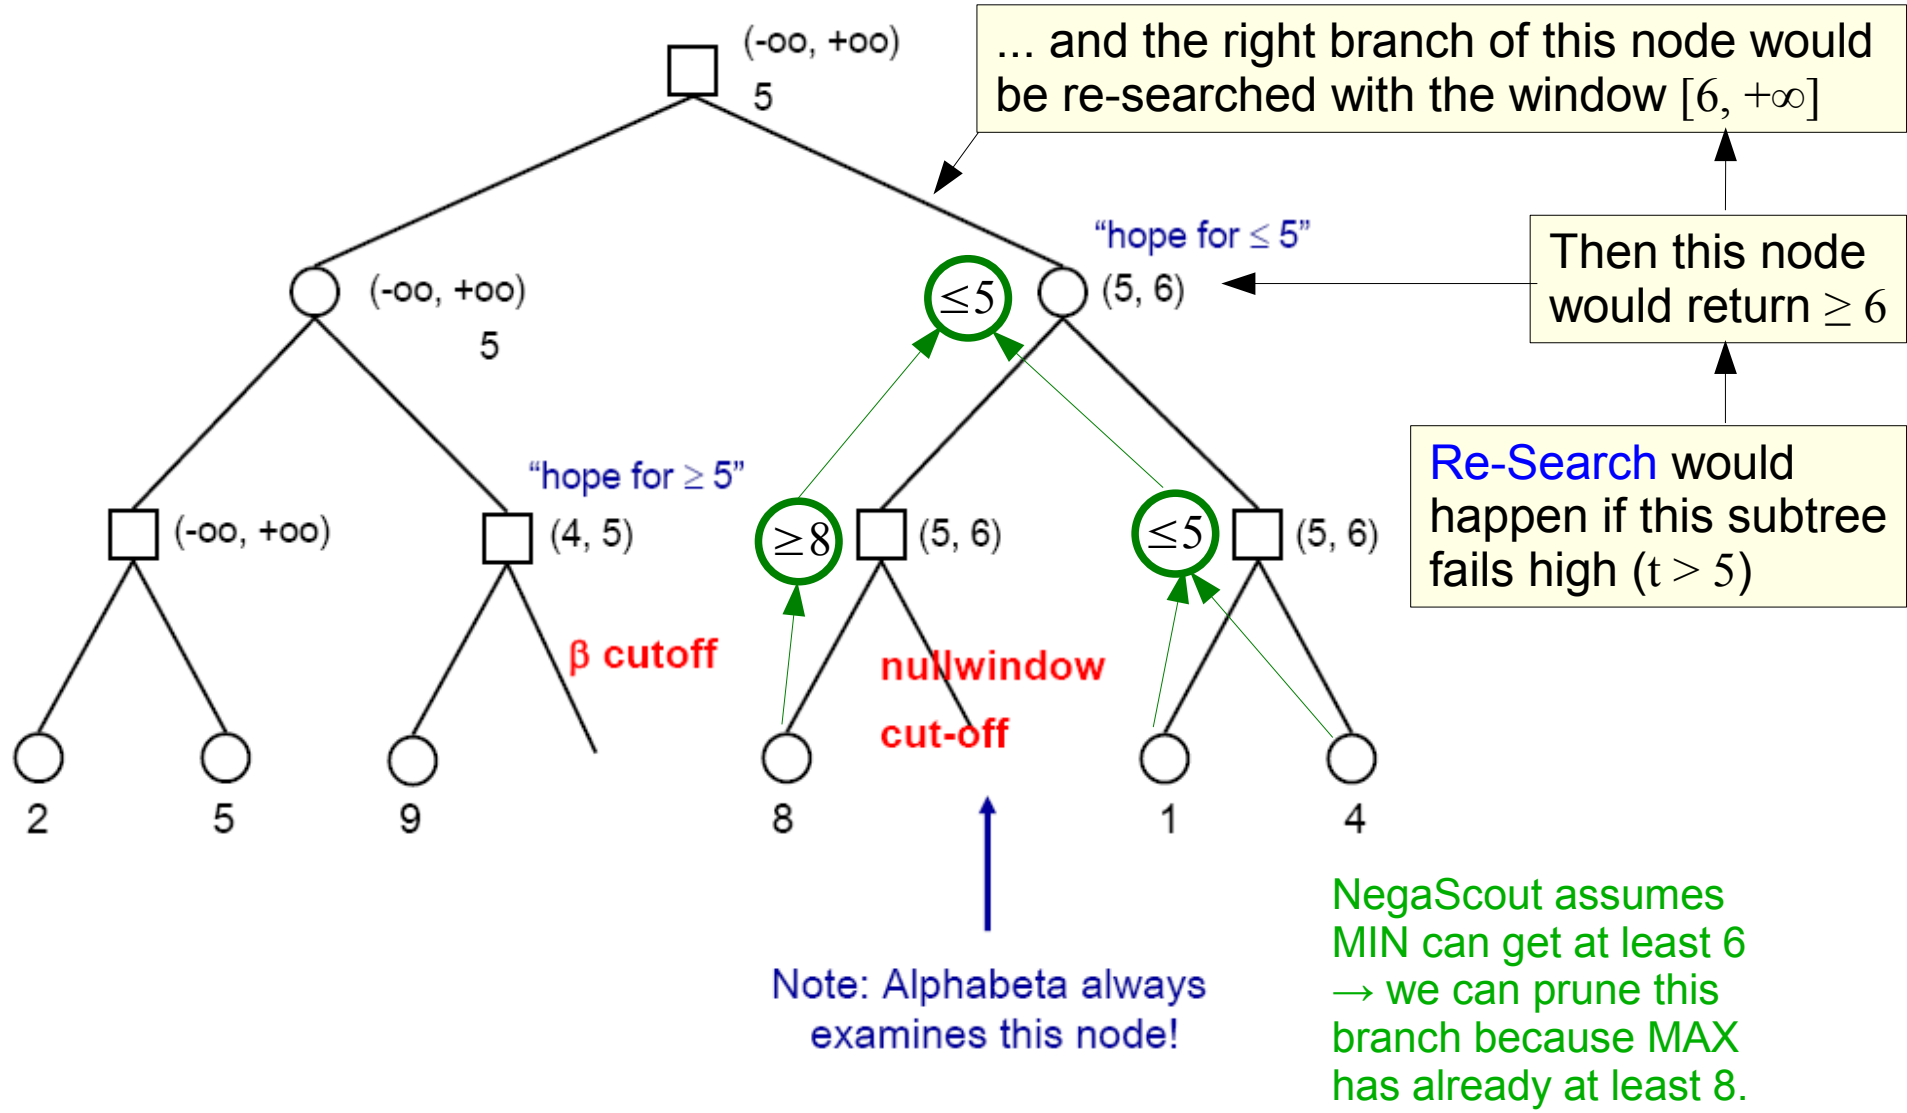 (-oo, +oo)
5
... and the right branch of this node would
be re-searched with the window [6, +∞]
"hope for ≤ 5"
(-oo, +oo)
5
≤5
(5, 6)
Then this node
would return ≥ 6
"hope for ≥ 5"
(-oo, +oo)
(4, 5)
≥8
(5, 6)
≤5
(5, 6)
Re-Search would
happen if this subtree
fails high (t > 5)
β cutoff
nullwindow
cut-off
2
5
9
8
1
4
Note: Alphabeta always
examines this node!
NegaScout assumes
MIN can get at least 6
→ we can prune this
branch because MAX
has already at least 8.